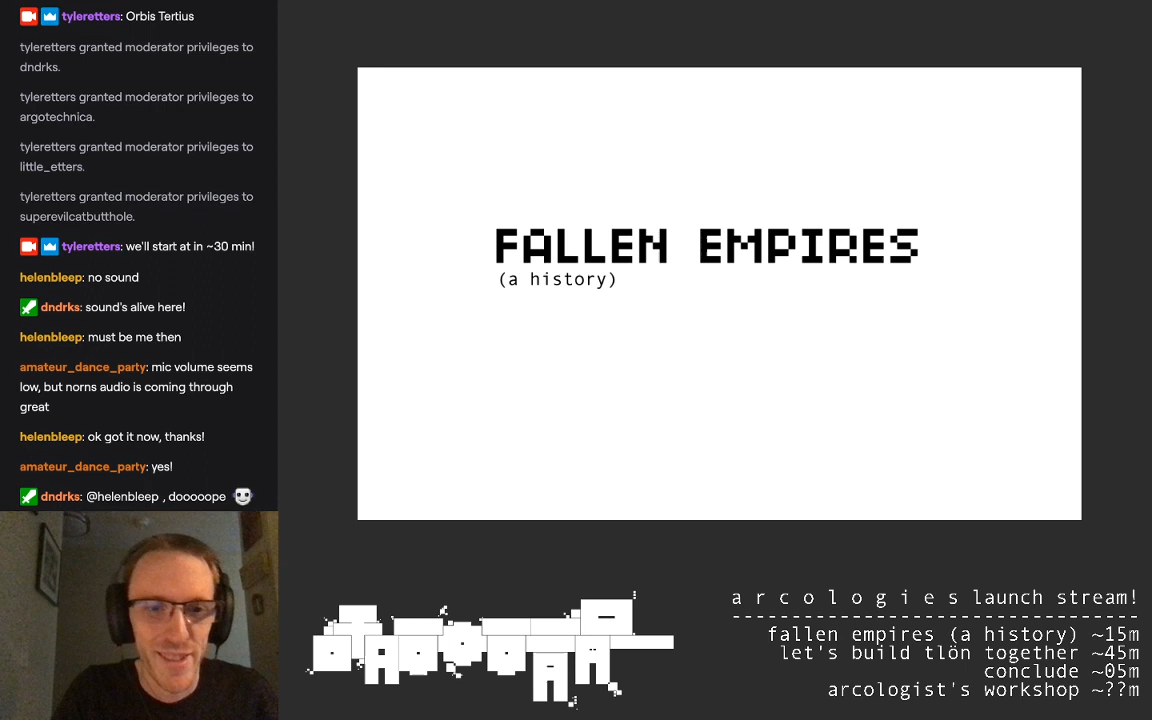 tyleretters: Orbis Tertius
tyleretters granted moderator privileges to
dndrks.
tyleretters granted moderator privileges to
argotechnica.
tyleretters granted moderator privileges to
little_etters.
tyleretters granted moderator privileges to
superevilcatbutthole.
tyleretters: we'll start at in ~30 min!
helenbleep: no sound
dndrks: sound's alive here!
helenbleep: must be me then
amateur_dance_party: mic volume seems
low, but norns audio is coming through
great
helenbleep: ok got it now, thanks!
amateur_dance_party: yes!
dndrks: @helenbleep , dooooope
FALLEN EMPIRES
(a history)
a r c o l o g i e s launch stream!
----------------------------------
fallen empires (a history) ~15m
let's build tlön together ~45m
conclude ~05m
arcologist's workshop ~??m